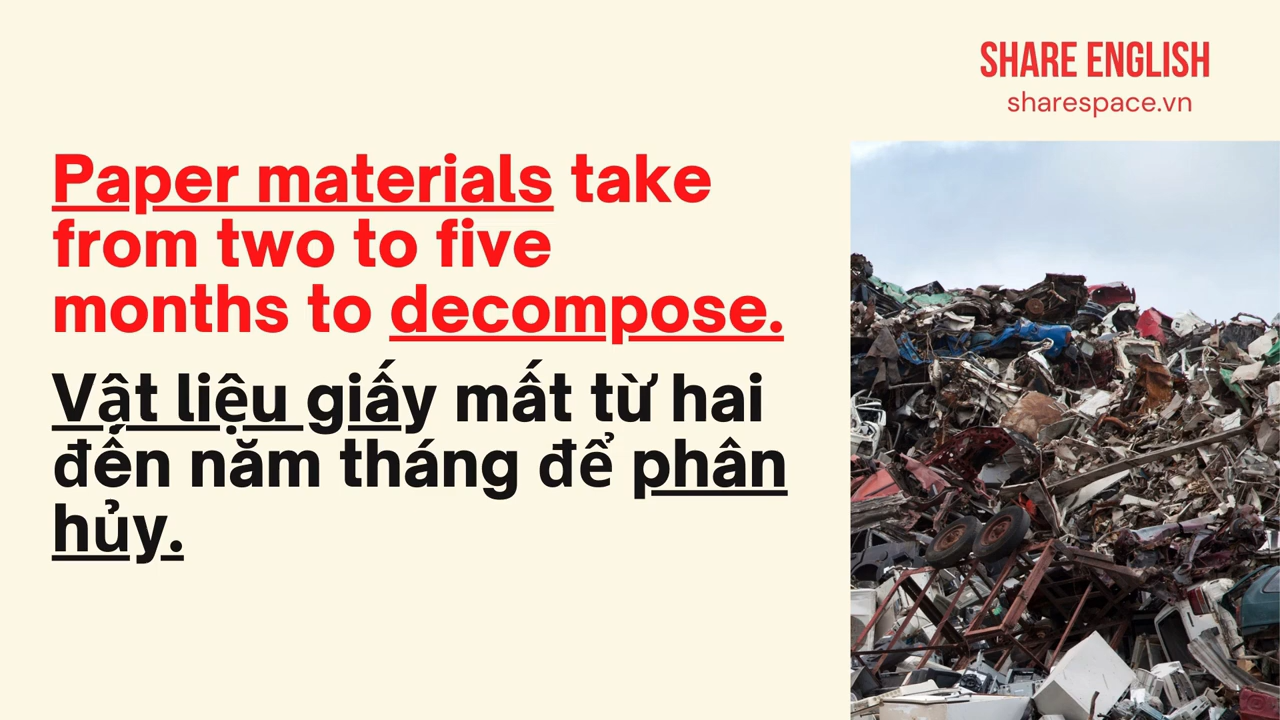 SHARE ENGLISH
sharespace.vn
Paper materials take
from two to five
months to decompose.
Vật liệu giấy mất từ hai
đến năm tháng để phân
hủy.